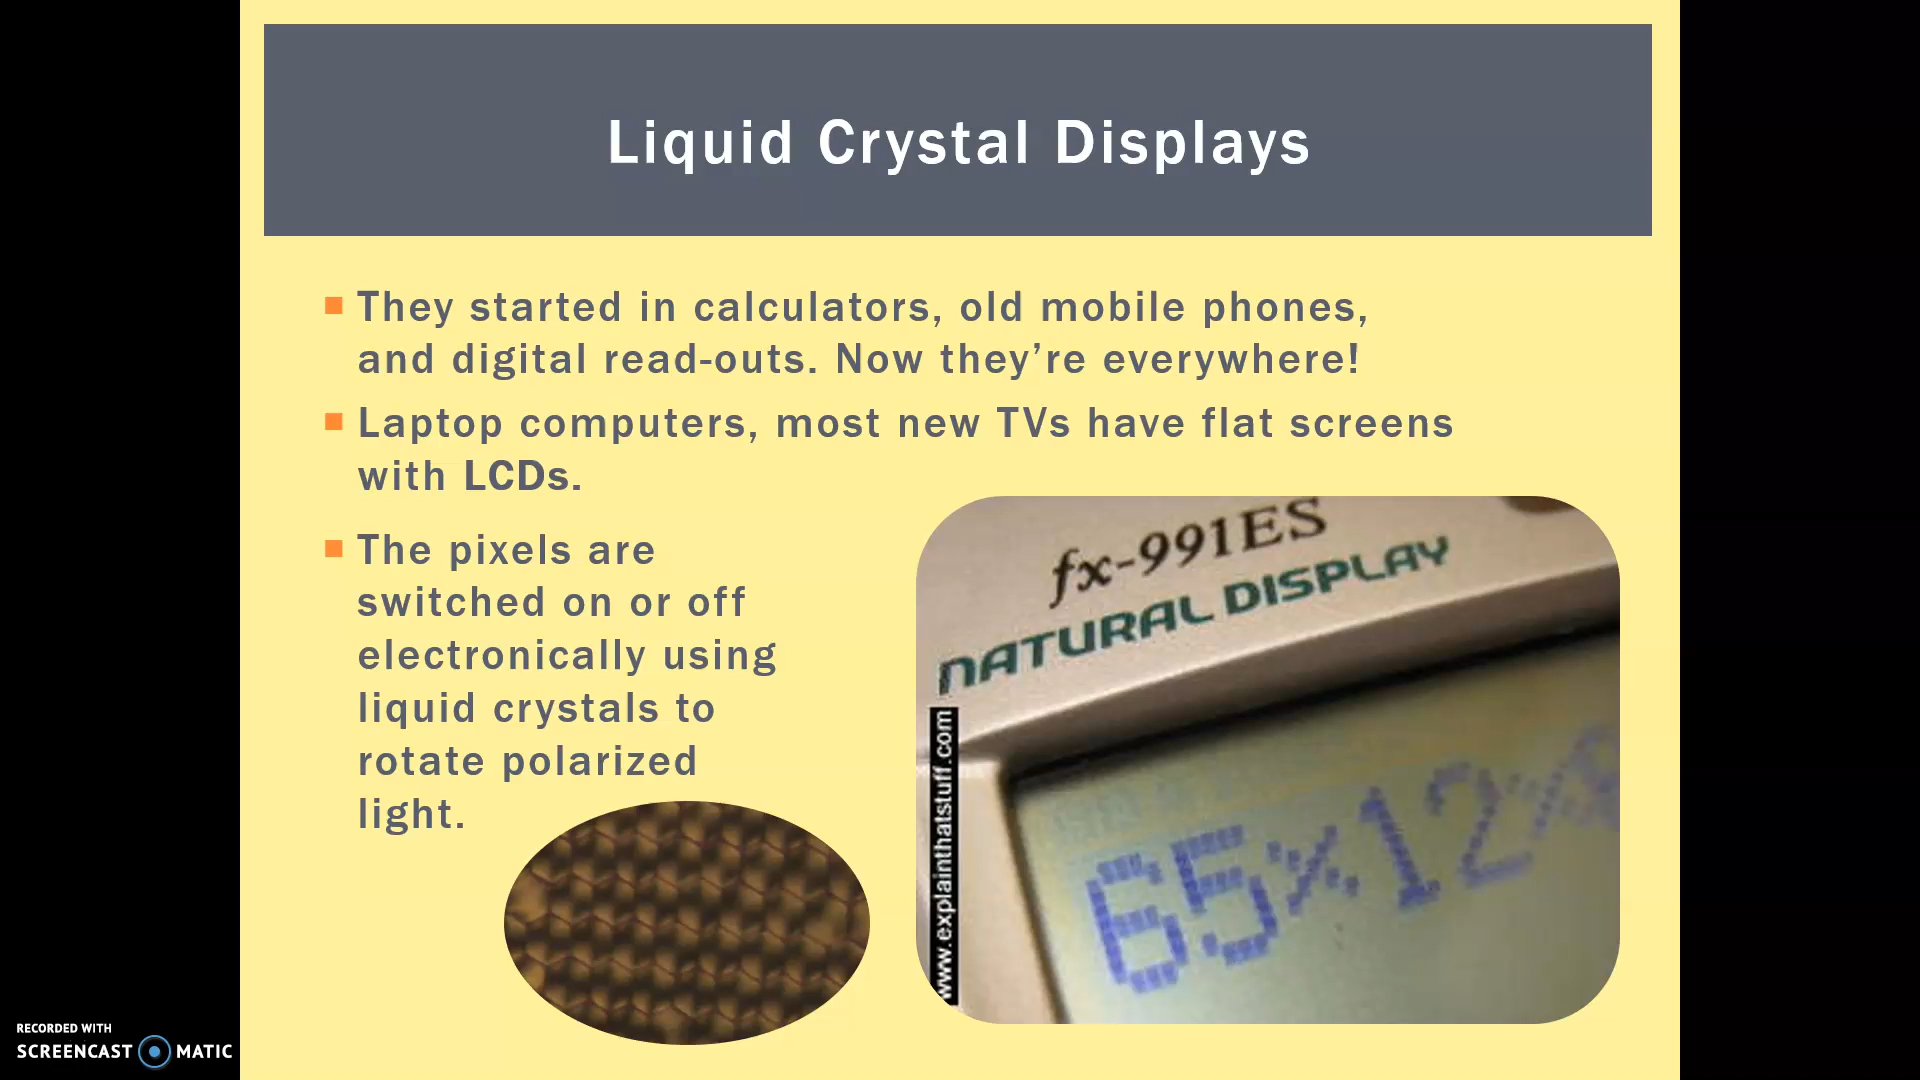 Liquid Crystal Displays
They started in calculators, old mobile phones,
and digital read-outs. Now they’re everywhere!
Laptop computers, most new TVs have flat screens
with LCDs.
The pixels are
switched on or off
electronically using
liquid crystals to
rotate polarized
light.
fx-991ES
NATURAL DISPLAY
www.explainthatstuff.com
65×12
RECORDED WITH
SCREENCAST MATIC